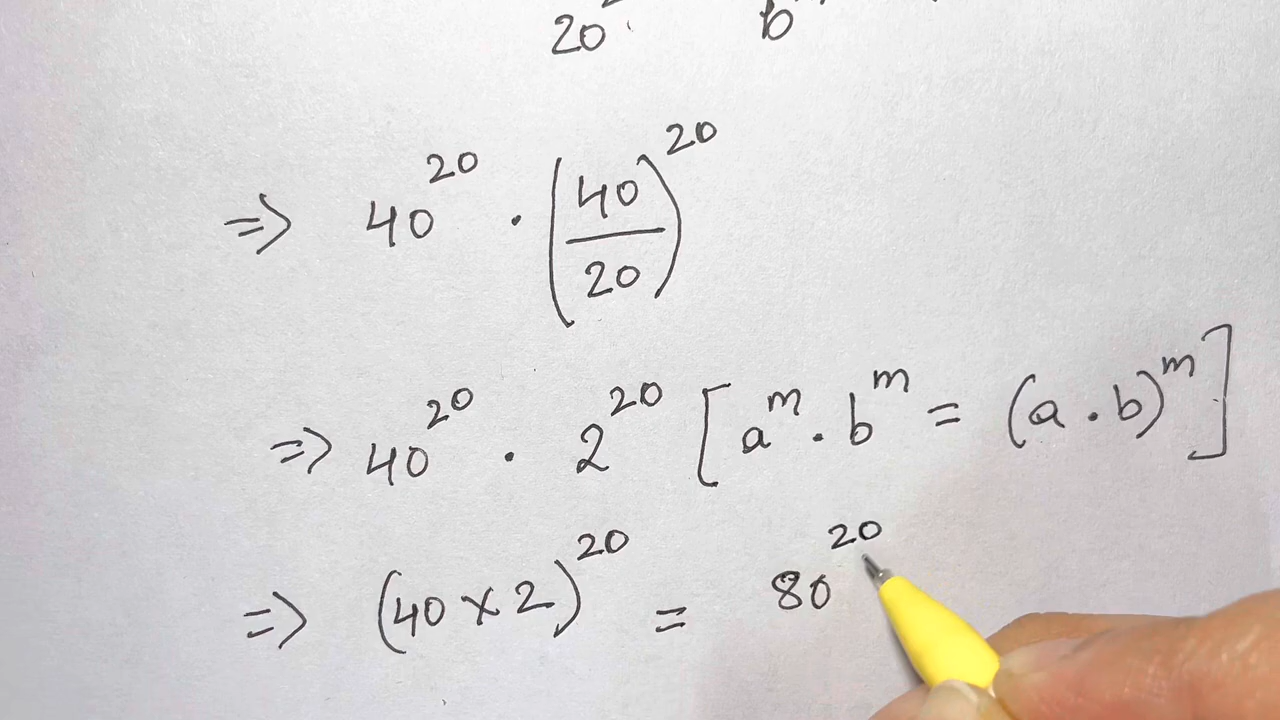 20 b
=> 40^20 . (40/20)^20
=> 40^20 . 2^20 [a^m . b^m = (a . b)^m]
=> (40 × 2)^20 = 80^20